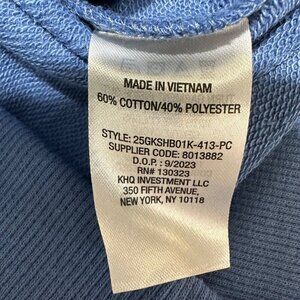 MADE IN VIETNAM
60% COTTON/40% POLYESTER
STYLE: 25GKSHB01K-413-PC
SUPPLIER CODE: 8013882
D.O.P. : 9/2023
RN# 130323
KHQ INVESTMENT LLC
350 FIFTH AVENUE,
NEW YORK, NY 10118